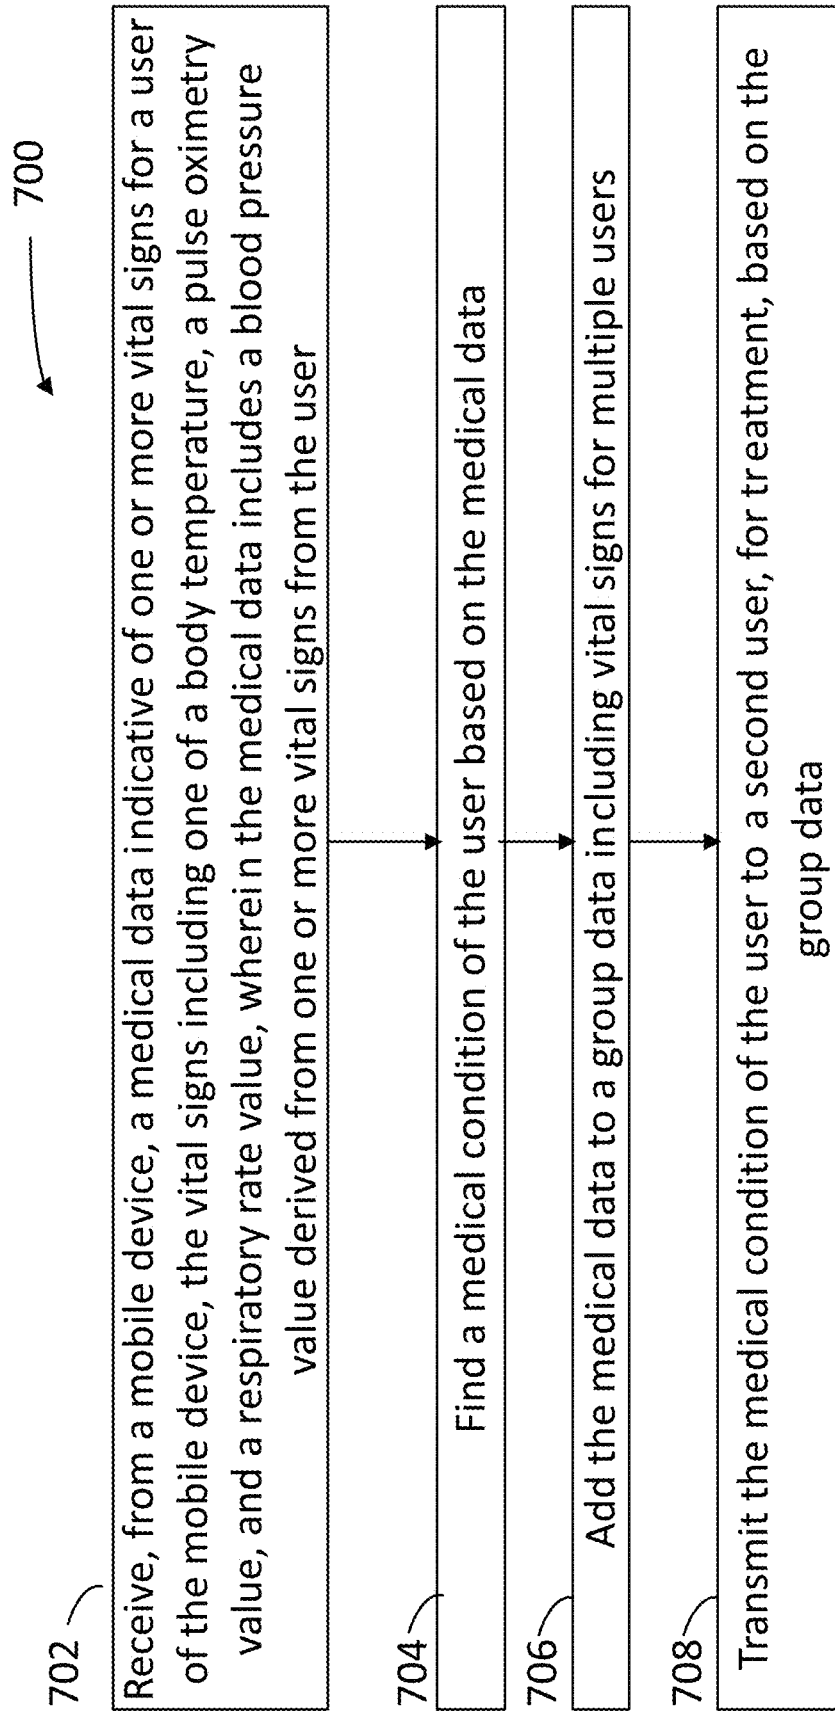 700
702
Receive, from a mobile device, a medical data indicative of one or more vital signs for a user
of the mobile device, the vital signs including one of a body temperature, a pulse oximetry
value, and a respiratory rate value, wherein the medical data includes a blood pressure
value derived from one or more vital signs from the user
704
Find a medical condition of the user based on the medical data
706
Add the medical data to a group data including vital signs for multiple users
708
Transmit the medical condition of the user to a second user, for treatment, based on the
group data